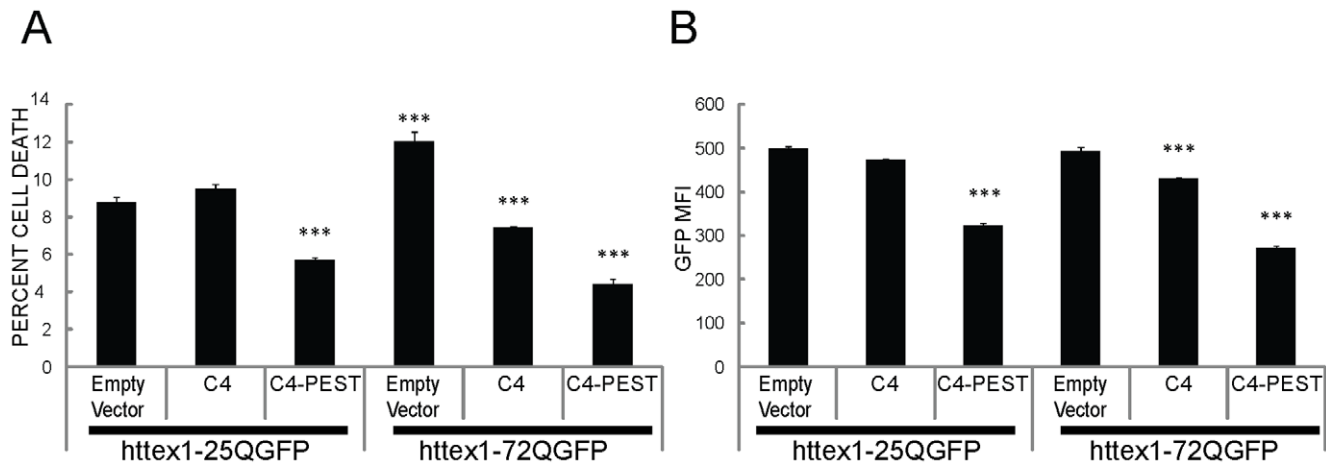 A
PERCENT CELL DEATH
14
12
10
8
6
4
2
0
***
***
***
***
Empty
Vector
C4
C4-PEST
Empty
Vector
C4
C4-PEST
httex1-25QGFP
httex1-72QGFP
B
GFP MFI
600
500
400
300
200
100
0
***
***
***
Empty
Vector
C4
C4-PEST
Empty
Vector
C4
C4-PEST
httex1-25QGFP
httex1-72QGFP